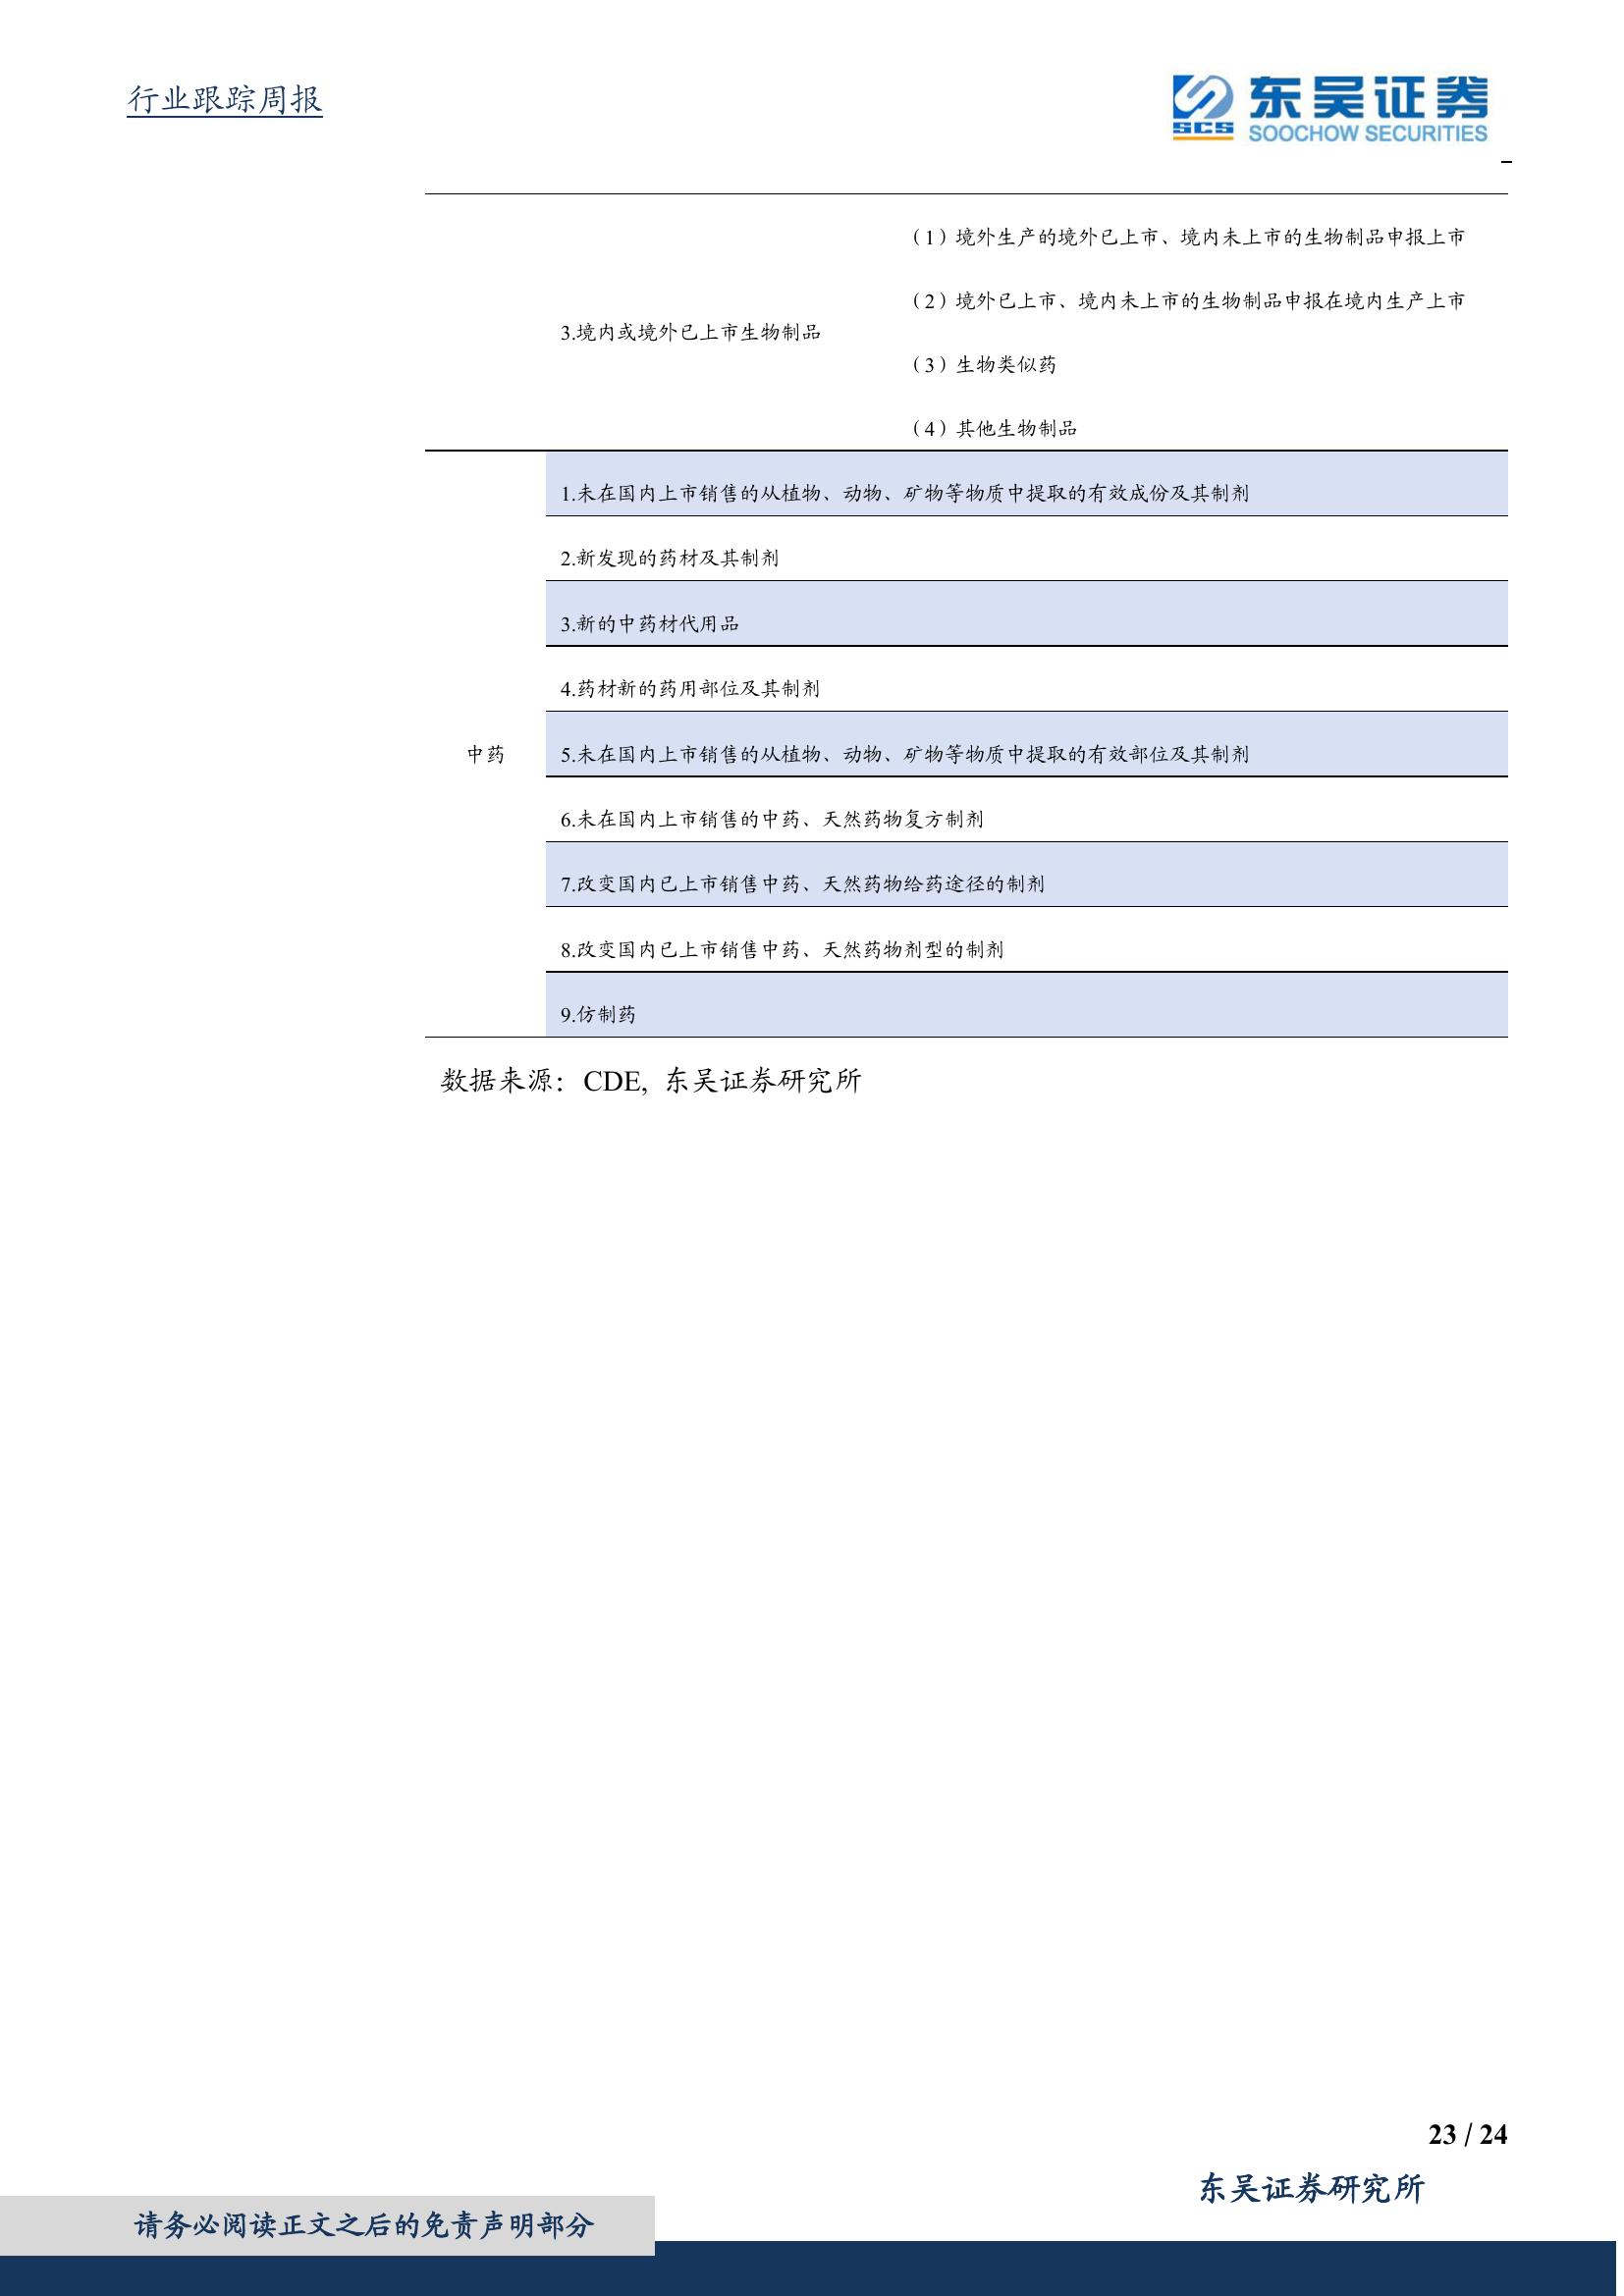 行业跟踪周报
SCS 东吴证券
SOOCHOW SECURITIES
3.境内或境外已上市生物制品
（1）境外生产的境外已上市、境内未上市的生物制品申报上市
（2）境外已上市、境内未上市的生物制品申报在境内生产上市
（3）生物类似药
（4）其他生物制品
中药
1.未在国内上市销售的从植物、动物、矿物等物质中提取的有效成份及其制剂
2.新发现的药材及其制剂
3.新的中药材代用品
4.药材新的药用部位及其制剂
5.未在国内上市销售的从植物、动物、矿物等物质中提取的有效部位及其制剂
6.未在国内上市销售的中药、天然药物复方制剂
7.改变国内已上市销售中药、天然药物给药途径的制剂
8.改变国内已上市销售中药、天然药物剂型的制剂
9.仿制药
数据来源：CDE, 东吴证券研究所
23 / 24
东吴证券研究所
请务必阅读正文之后的免责声明部分